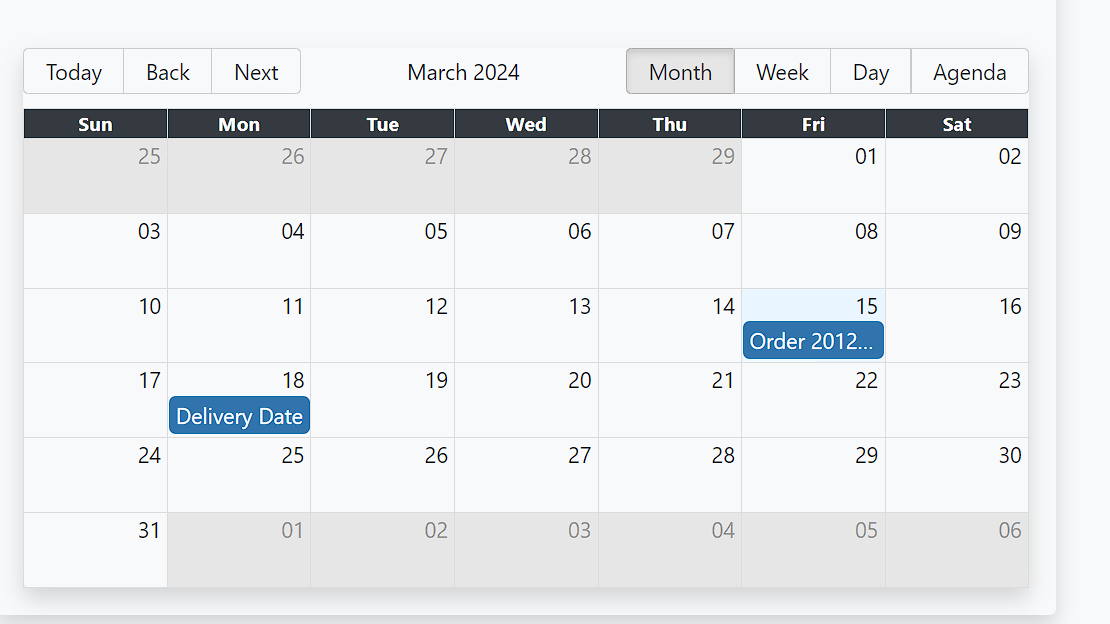 Today Back Next March 2024 Month Week Day Agenda
Sun Mon Tue Wed Thu Fri Sat
25 26 27 28 29 01 02
03 04 05 06 07 08 09
10 11 12 13 14 15 16
Order 2012...
17 18 19 20 21 22 23
Delivery Date
24 25 26 27 28 29 30
31 01 02 03 04 05 06